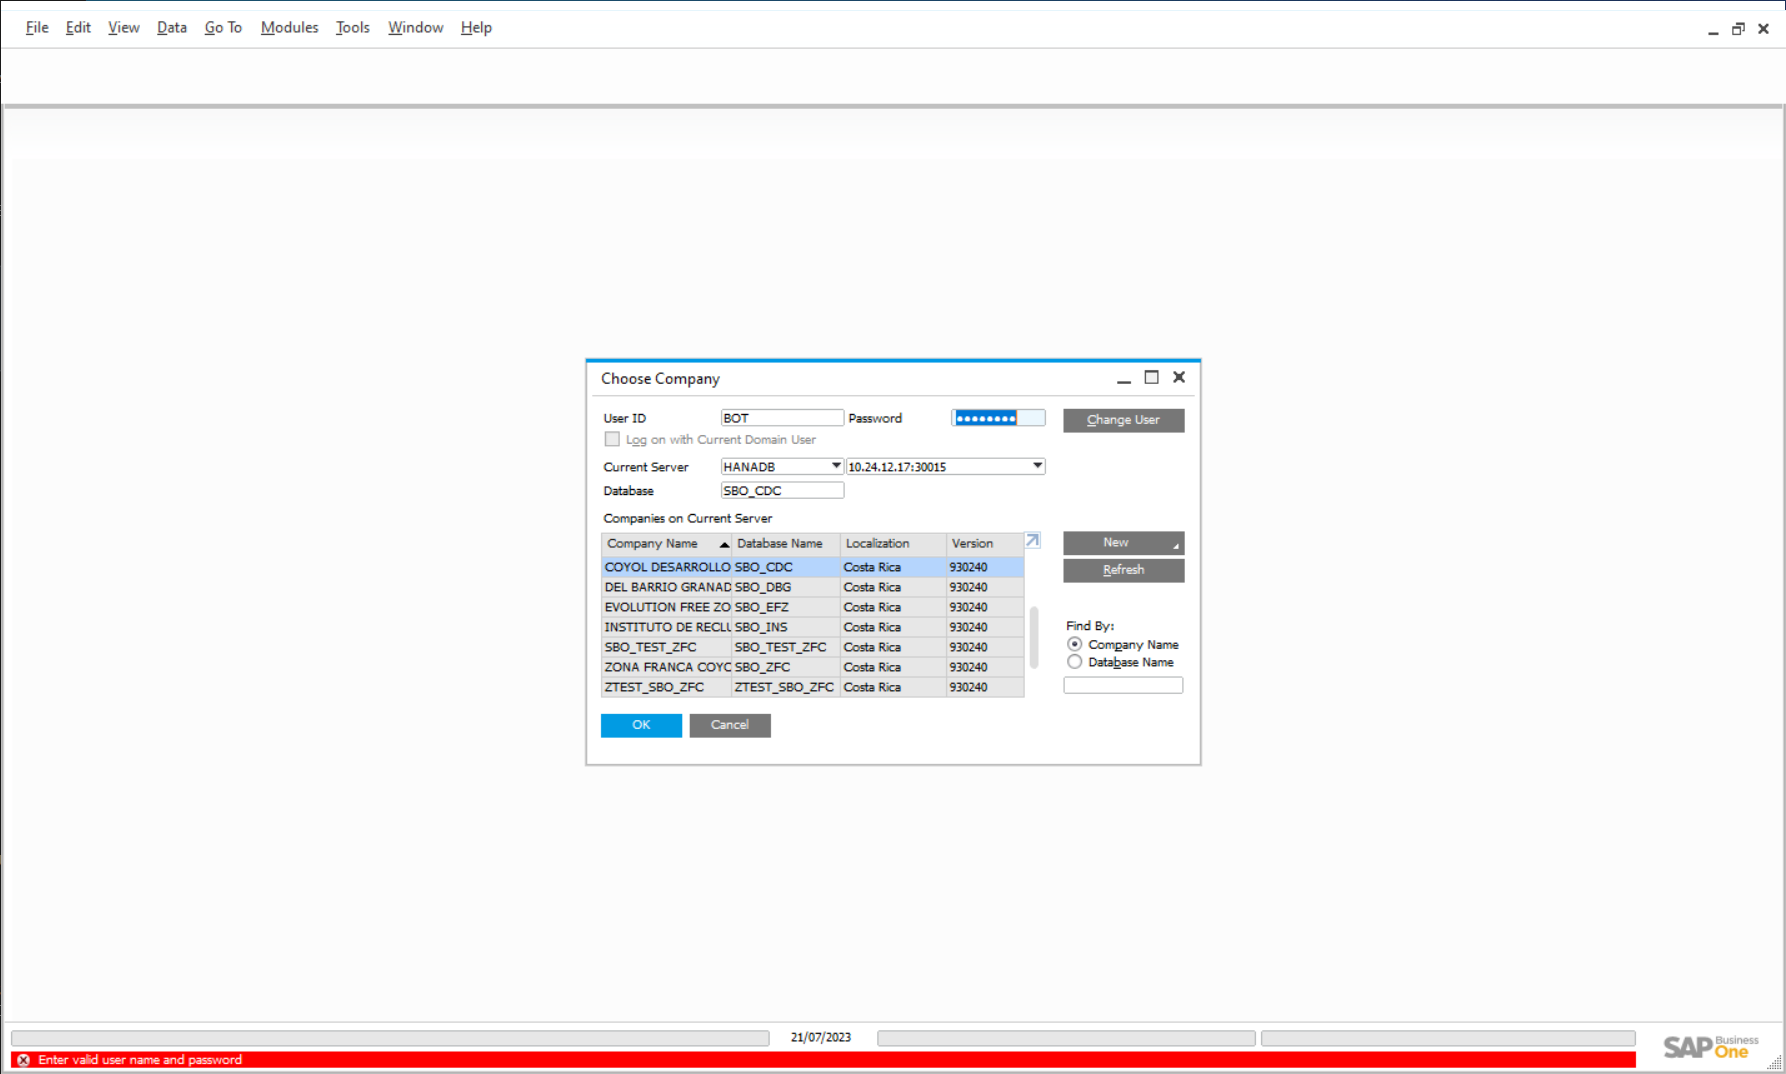 File Edit View Data Go To Modules Tools Window Help
Choose Company
User ID BOT Password Change User
Log on with Current Domain User
Current Server HANADB 10.24.12.17:30015
Database SBO_CDC
Companies on Current Server
Company Name Database Name Localization Version
COYOL DESARROLLO SBO_CDC Costa Rica 930240
DEL BARRIO GRANAD SBO_DBG Costa Rica 930240
EVOLUTION FREE ZO SBO_EFZ Costa Rica 930240
INSTITUTO DE RECLU SBO_INS Costa Rica 930240
SBO_TEST_ZFC SBO_TEST_ZFC Costa Rica 930240
ZONA FRANCA COYO SBO_ZFC Costa Rica 930240
ZTEST_SBO_ZFC ZTEST_SBO_ZFC Costa Rica 930240
New
Refresh
Find By:
Company Name
Database Name
OK Cancel
21/07/2023
Enter valid user name and password
SAP Business One